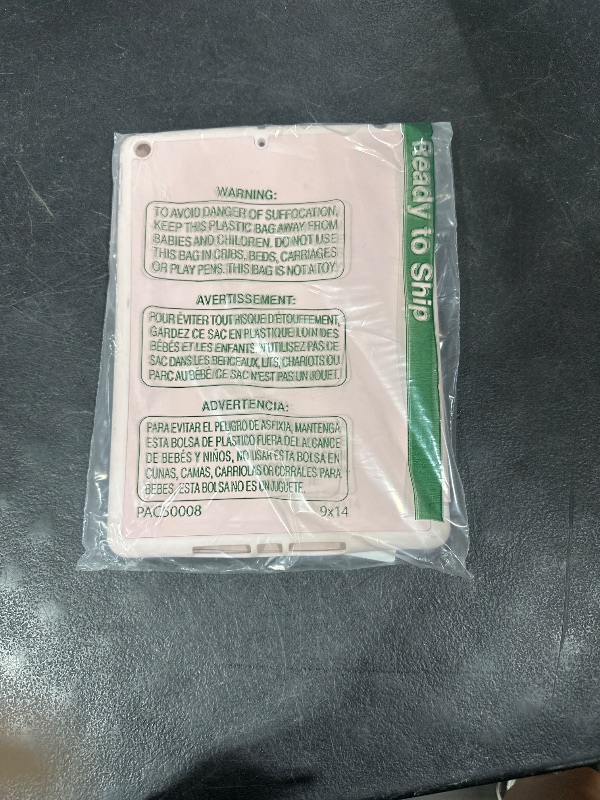 WARNING:
TO AVOID DANGER OF SUFFOCATION,
KEEP THIS PLASTIC BAG AWAY FROM
BABIES AND CHILDREN. DO NOT USE
THIS BAG IN CRIBS, BEDS, CARRIAGES
OR PLAY PENS. THIS BAG IS NOT A TOY.
AVERTISSEMENT:
POUR ÉVITER TOUT RISQUE D'ÉTOUFFEMENT,
GARDEZ CE SAC EN PLASTIQUE LOIN DES
BÉBÉS ET LES ENFANTS. N'UTILISEZ PAS CE
SAC DANS LES BERCEAUX, LITS, CHARIOTS OU
PARC AU BÉBÉ. CE SAC N'EST PAS UN JOUET.
ADVERTENCIA:
PARA EVITAR EL PELIGRO DE ASFIXIA, MANTENGA
ESTA BOLSA DE PLÁSTICO FUERA DEL ALCANCE
DE BEBÉS Y NIÑOS, NO USAR ESTA BOLSA EN
CUNAS, CAMAS, CARRIOLAS OR CORRALES PARA
BEBES. ESTA BOLSA NO ES UN JUGUETE.
PAC50008 9x14
Ready to Ship